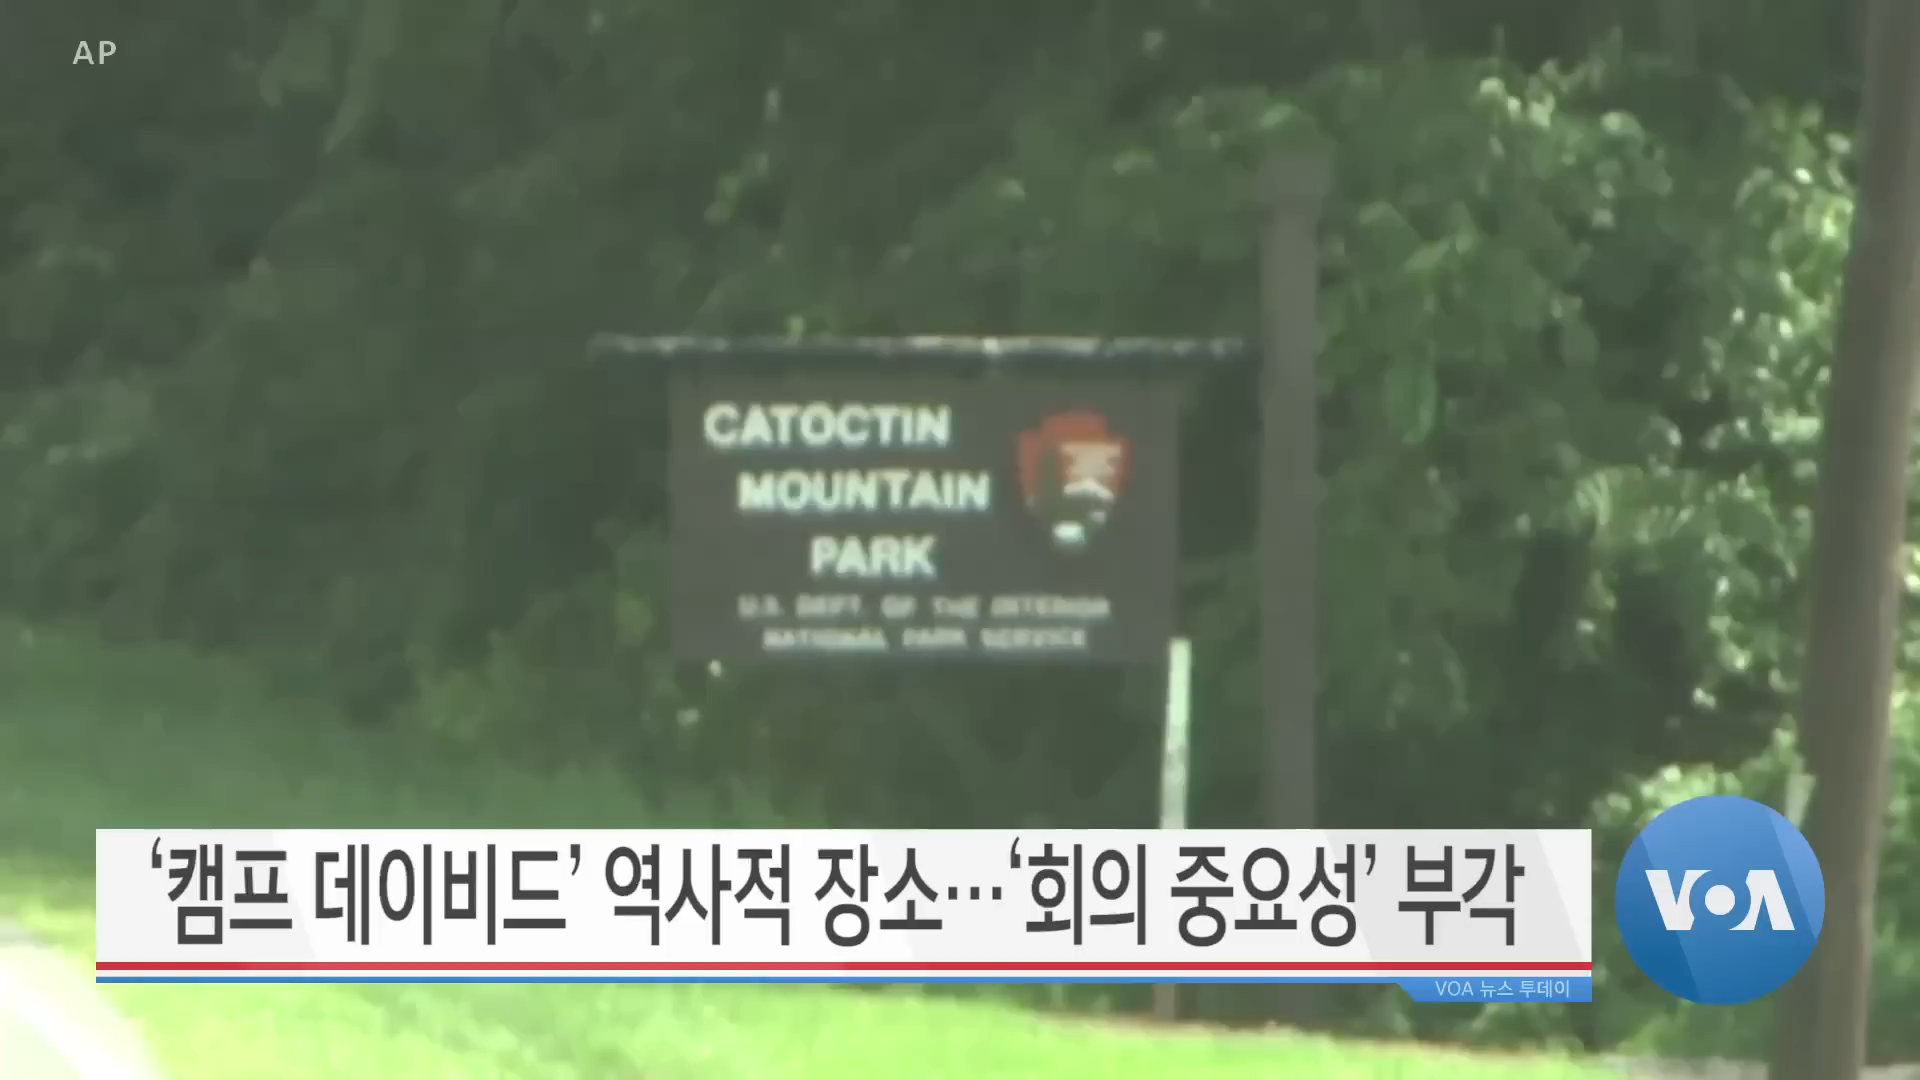 AP
CATOCTIN
MOUNTAIN
PARK
U.S. DEPT. OF THE INTERIOR
NATIONAL PARK SERVICE
‘캠프 데이비드’ 역사적 장소…‘회의 중요성’ 부각
VOA
VOA 뉴스 투데이